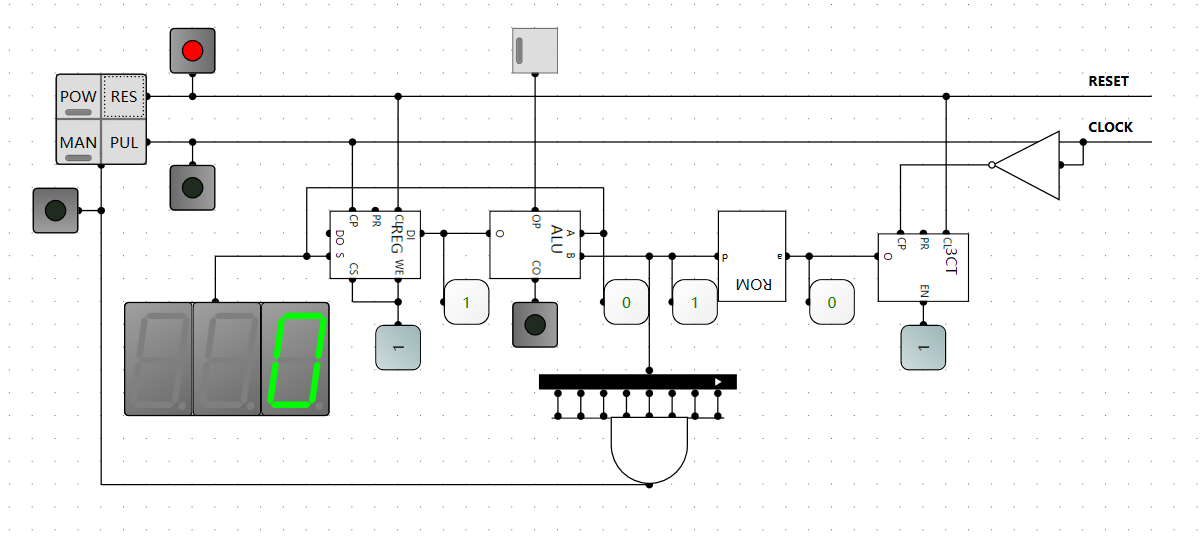 RESET
POW RES
MAN PUL
CLOCK
CP PR CL DI
REG
DO S
CS WE
OP A
ALU
O B
CO
d a
ROM
CP PR CL
3CT
O
EN
1
0
1
0
1
1
0